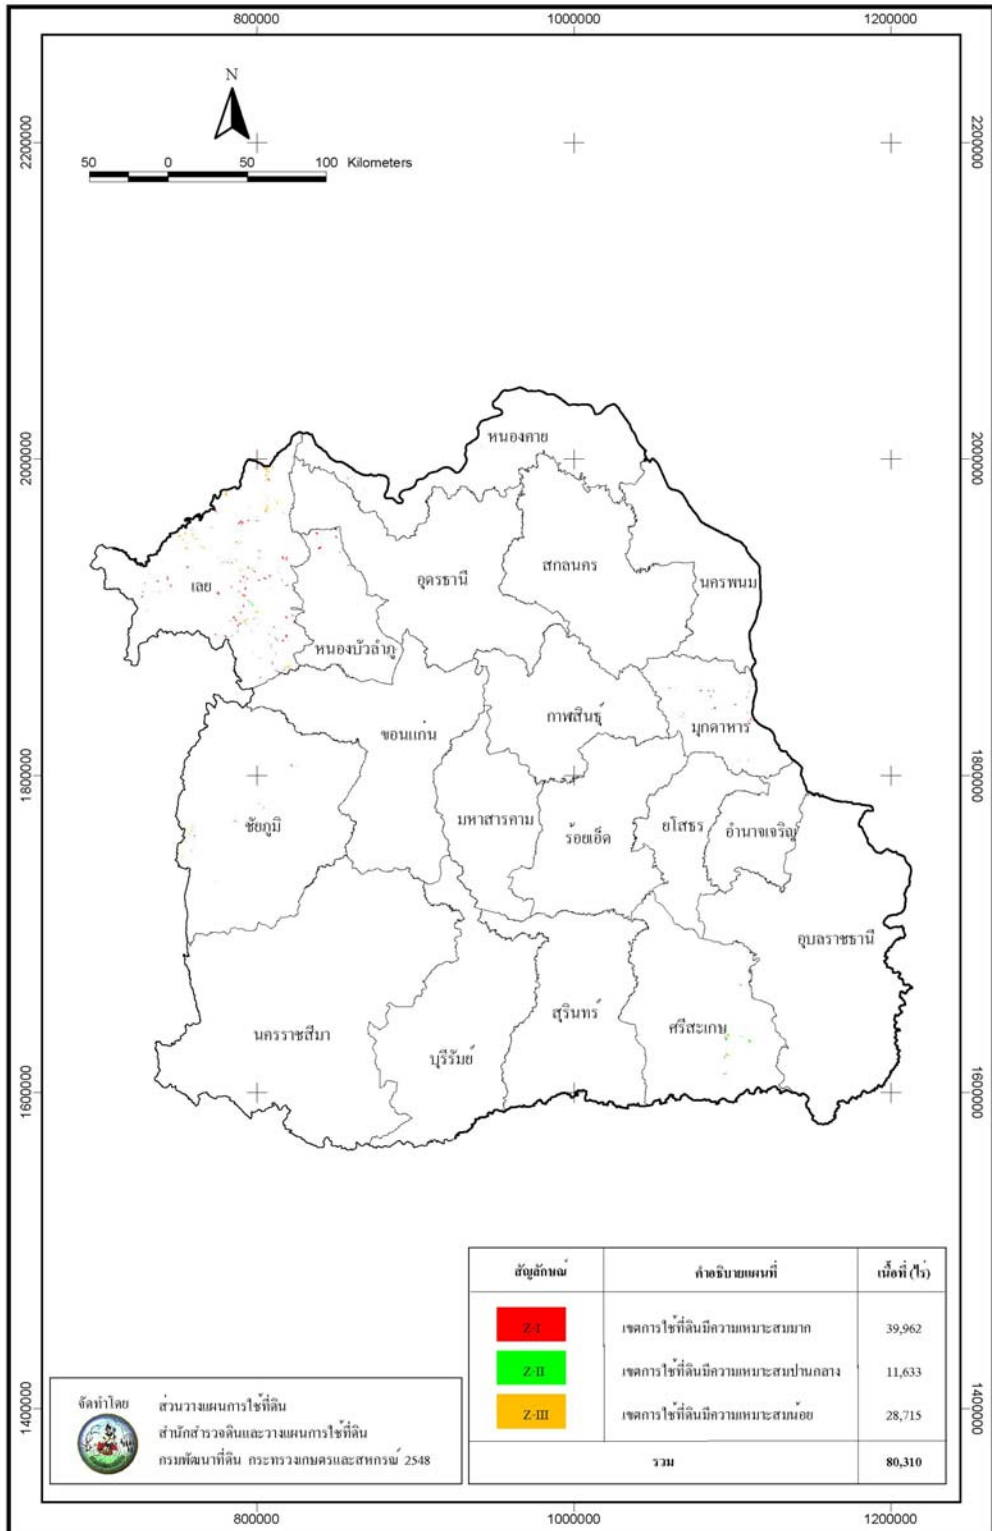 800000 1000000 1200000
N
50 0 50 100 Kilometers
2200000 2200000
หนองคาย
2000000 2000000
เลย
อุดรธานี
สกลนคร
นครพนม
หนองบัวลำภู
ขอนแก่น
กาฬสินธุ์
มุกดาหาร
1800000 1800000
ชัยภูมิ
มหาสารคาม
ร้อยเอ็ด
ยโสธร
อำนาจเจริญ
อุบลราชธานี
นครราชสีมา
บุรีรัมย์
สุรินทร์
ศรีสะเกษ
1600000 1600000
สัญลักษณ์ คำอธิบายแผนที่ เนื้อที่ (ไร่)
Z-I เขตการใช้ที่ดินมีความเหมาะสมมาก 39,962
Z-II เขตการใช้ที่ดินมีความเหมาะสมปานกลาง 11,633
Z-III เขตการใช้ที่ดินมีความเหมาะสมน้อย 28,715
รวม 80,310
จัดทำโดย ส่วนวางแผนการใช้ที่ดิน
สำนักสำรวจดินและวางแผนการใช้ที่ดิน
กรมพัฒนาที่ดิน กระทรวงเกษตรและสหกรณ์ 2548
1400000 1400000
800000 1000000 1200000